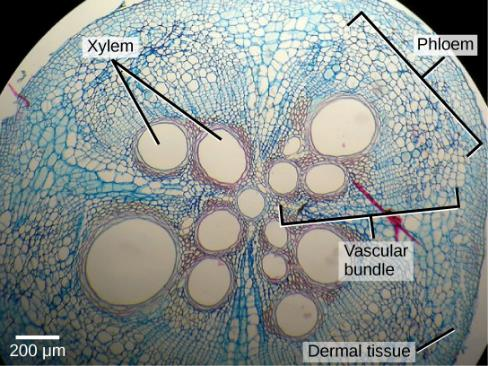 Xylem
Phloem
Vascular
bundle
200 µm
Dermal tissue